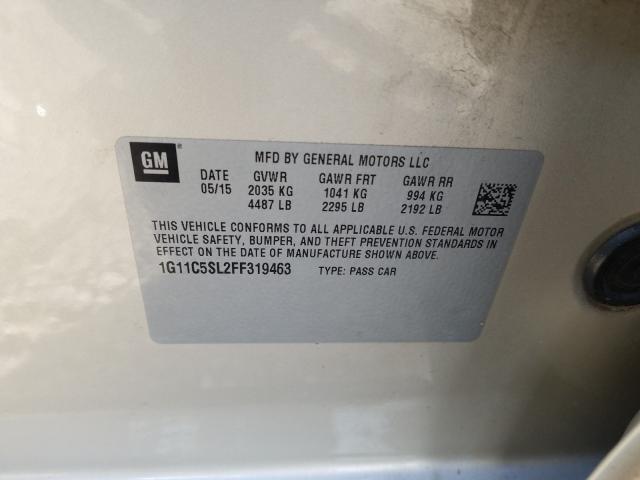 GM
MFD BY GENERAL MOTORS LLC
DATE GVWR GAWR FRT GAWR RR
05/15 2035 KG 1041 KG 994 KG
4487 LB 2295 LB 2192 LB
THIS VEHICLE CONFORMS TO ALL APPLICABLE U.S. FEDERAL MOTOR
VEHICLE SAFETY, BUMPER, AND THEFT PREVENTION STANDARDS IN
EFFECT ON THE DATE OF MANUFACTURE SHOWN ABOVE.
1G11C5SL2FF319463 TYPE: PASS CAR